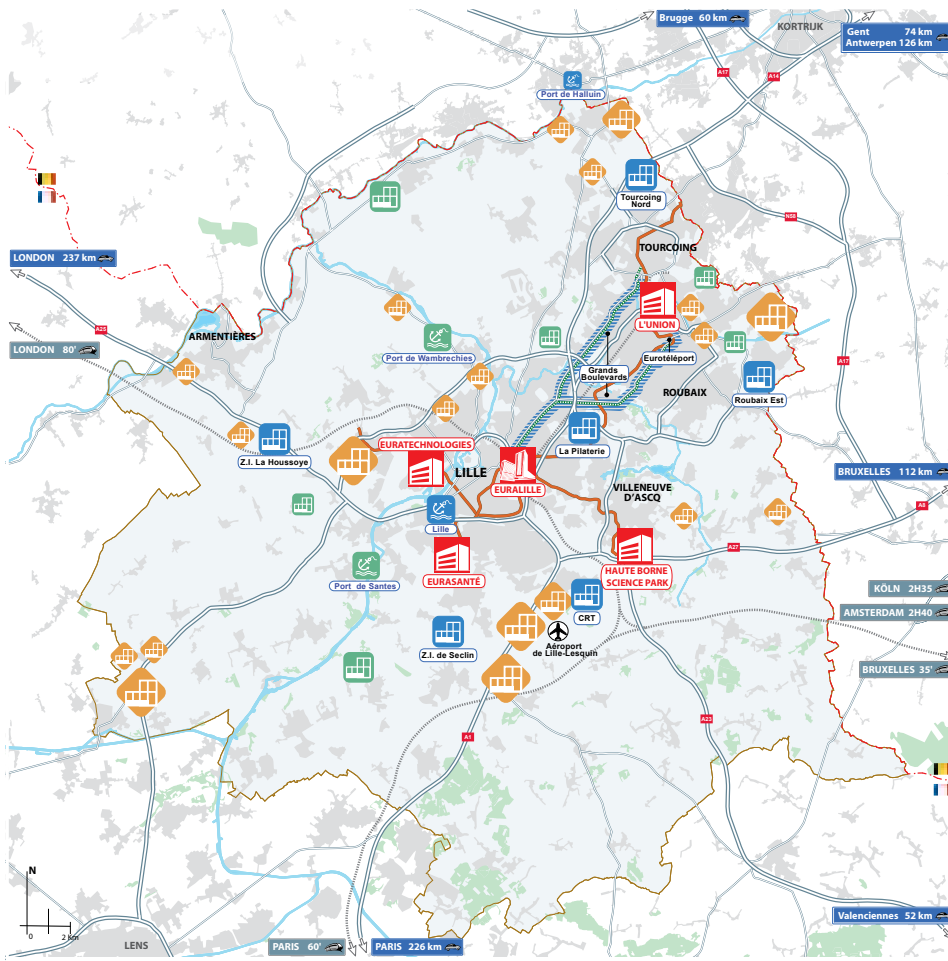 Brugge 60 km
KORTRIJK
Gent 74 km
Antwerpen 126 km
A17
A14
Port de Halluin
Tourcoing
Nord
N58
TOURCOING
LONDON 237 km
L'UNION
A25
ARMENTIÈRES
LONDON 80'
Port de Wambrechies
Eurotéléport
Grands
Boulevards
A17
ROUBAIX
Roubaix Est
EURATECHNOLOGIES
La Pilaterie
Z.I. La Houssoye
LILLE
EURALILLE
VILLENEUVE
D'ASCQ
BRUXELLES 112 km
A8
Lille
A27
EURASANTÉ
HAUTE BORNE
SCIENCE PARK
Port de Santes
KÖLN 2H35
CRT
AMSTERDAM 2H40
Aéroport
de Lille-Lesquin
Z.I. de Seclin
BRUXELLES 35'
A23
A1
N
0 2 km
Valenciennes 52 km
LENS
PARIS 60'
PARIS 226 km